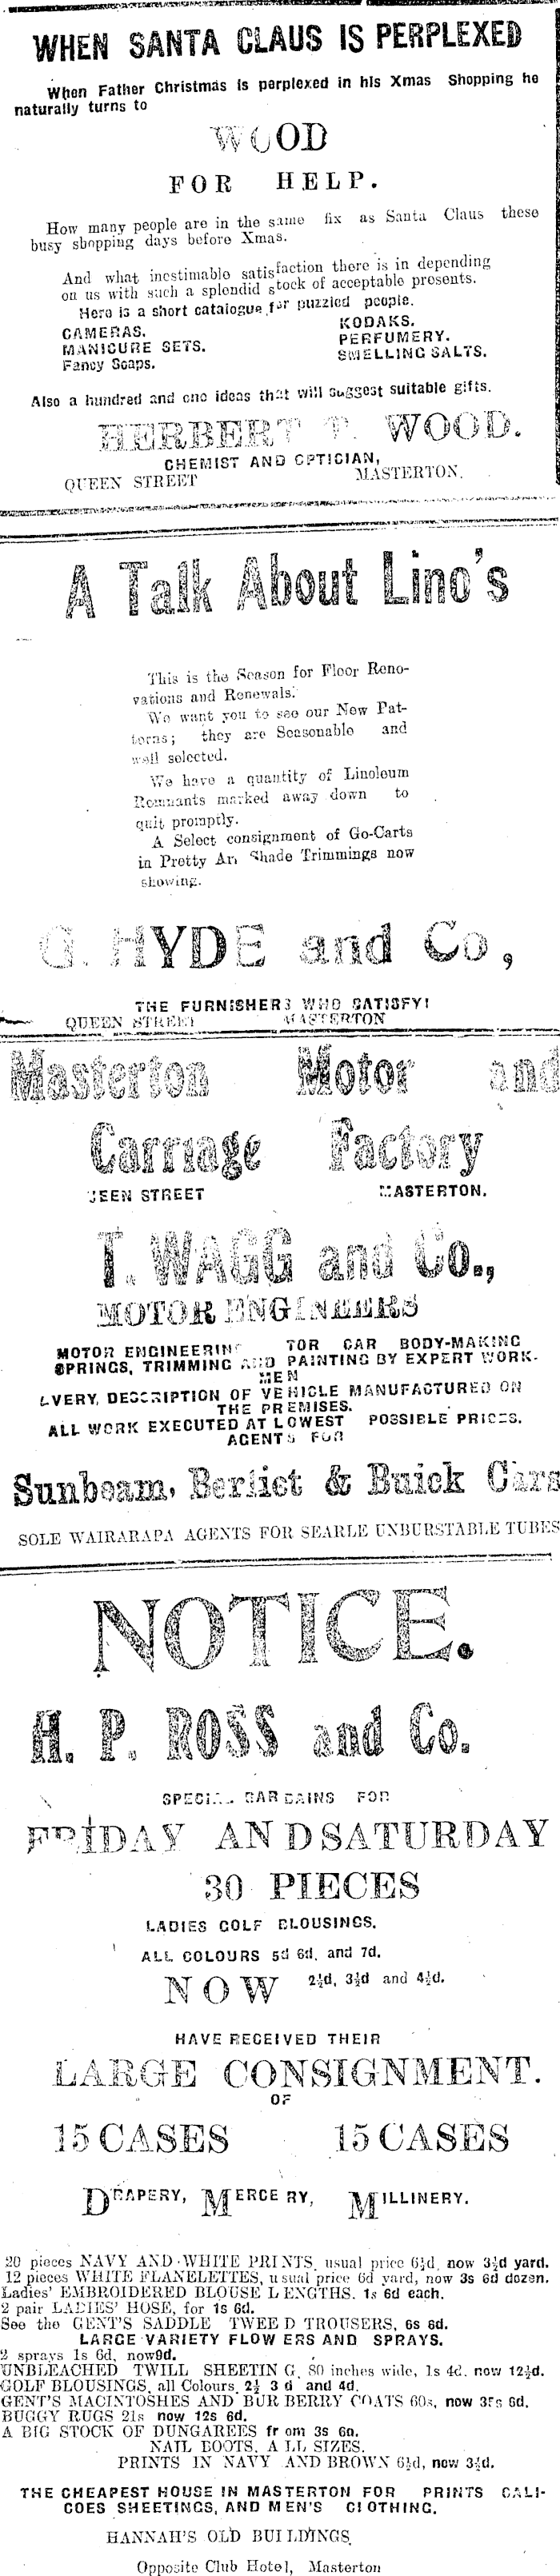 WHEN SANTA CLAUS IS PERPLEXED
When Father Christmas is perplexed in his Xmas Shopping he
naturally turns to
WOOD
FOR HELP.
How many people are in the same fix as Santa Claus these
busy shopping days before Xmas.
And what inestimable satisfaction there is in depending
on us with such a splendid stock of acceptable presents.
Here is a short catalogue for puzzled people.
CAMERAS. KODAKS.
MANICURE SETS. PERFUMERY.
Fancy Soaps. SMELLING SALTS.
Also a hundred and one ideas that will suggest suitable gifts.
HERBERT T. WOOD.
CHEMIST AND OPTICIAN,
QUEEN STREET MASTERTON.
A Talk About Lino's
This is the Season for Floor Reno-
vations and Renewals.
We want you to see our New Pat-
terns; they are Seasonable and
well selected.
We have a quantity of Linoleum
Remnants marked away down to
quit promptly.
A Select consignment of Go-Carts
in Pretty Art Shade Trimmings now
showing.
G. HYDE and Co,
THE FURNISHERS WHO SATISFY!
QUEEN STREET MASTERTON
Masterton Motor and
Carriage Factory
UEEN STREET MASTERTON.
T. WAGG and Co.,
MOTOR ENGINEERS
MOTOR ENGINEERING TOR CAR BODY-MAKING
SPRINGS, TRIMMING AND PAINTING BY EXPERT WORK-
MEN
EVERY, DESCRIPTION OF VEHICLE MANUFACTURED ON
THE PREMISES.
ALL WORK EXECUTED AT LOWEST POSSIBLE PRICES.
AGENTS FOR
Sunbeam, Berliet & Buick Cars
SOLE WAIRARAPA AGENTS FOR SEARLE UNBURSTABLE TUBES
NOTICE.
H. P. ROSS and Co.
SPECIAL BARGAINS FOR
FRIDAY AND SATURDAY
30 PIECES
LADIES GOLF BLOUSINGS.
ALL COLOURS 5d 6d. and 7d.
NOW 2½d, 3½d and 4½d.
HAVE RECEIVED THEIR
LARGE CONSIGNMENT.
OF
15 CASES 15 CASES
DRAPERY, MERCERY, MILLINERY.
20 pieces NAVY AND WHITE PRINTS, usual price 6½d, now 3½d yard.
12 pieces WHITE FLANELETTES, usual price 6d yard, now 3s 6d dozen.
Ladies' EMBROIDERED BLOUSE LENGTHS. 1s 6d each.
2 pair LADIES' HOSE, for 1s 6d.
See the GENT'S SADDLE TWEED TROUSERS, 6s 6d.
LARGE VARIETY FLOWERS AND SPRAYS.
2 sprays 1s 6d, now 9d.
UNBLEACHED TWILL SHEETING, 80 inches wide, 1s 4d. now 12½d.
GOLF BLOUSINGS, all Colours, 2½ 3d and 4d.
GENT'S MACINTOSHES AND BURBERRY COATS 60s, now 35s 6d.
BUGGY RUGS 21s now 12s 6d.
A BIG STOCK OF DUNGAREES from 3s 6d.
NAIL BOOTS, ALL SIZES.
PRINTS IN NAVY AND BROWN 6½d, now 3½d.
THE CHEAPEST HOUSE IN MASTERTON FOR PRINTS CALI-
COES SHEETINGS, AND MEN'S CLOTHING.
HANNAH'S OLD BUILDINGS,
Opposite Club Hotel, Masterton